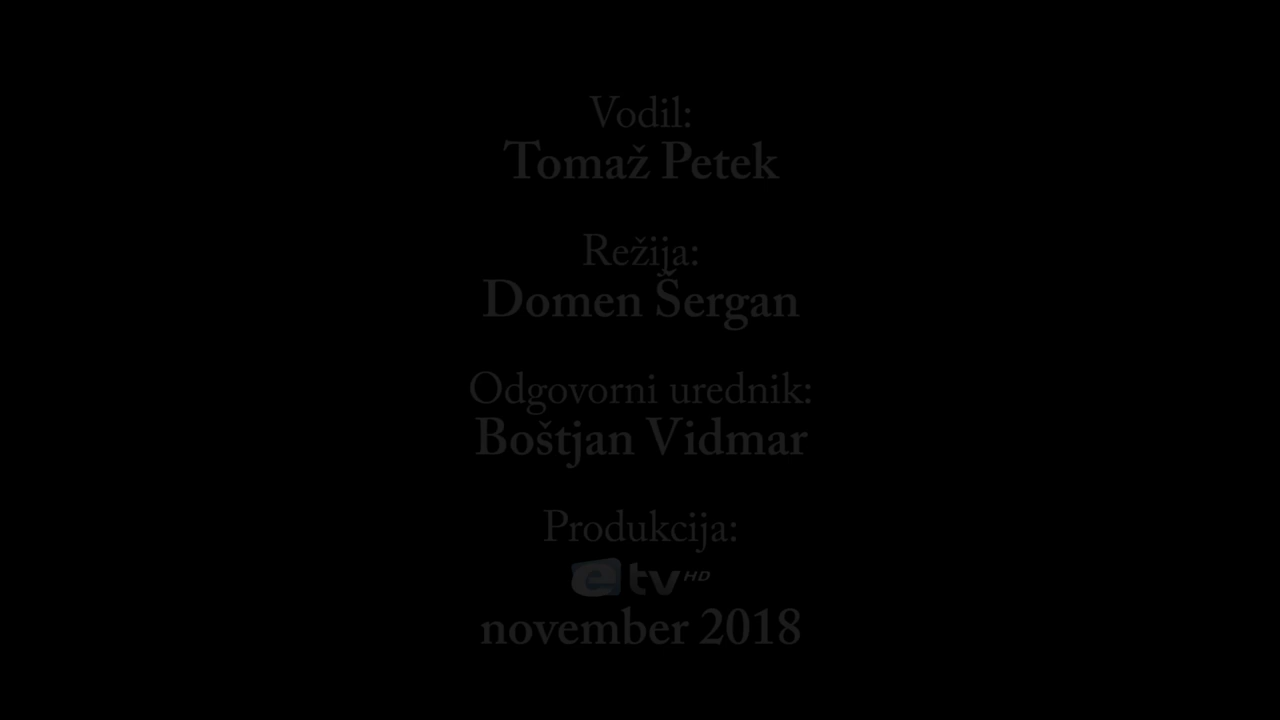 Vodil:
Tomaž Petek
Režija:
Domen Šergan
Odgovorni urednik:
Boštjan Vidmar
Produkcija:
etv HD
november 2018